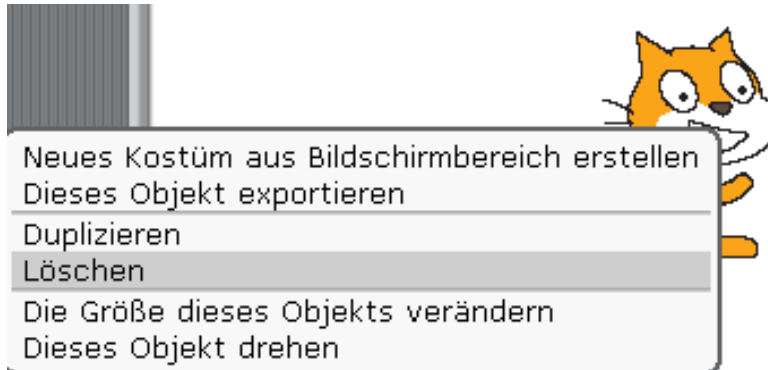 Neues Kostüm aus Bildschirmbereich erstellen
Dieses Objekt exportieren
Duplizieren
Löschen
Die Größe dieses Objekts verändern
Dieses Objekt drehen